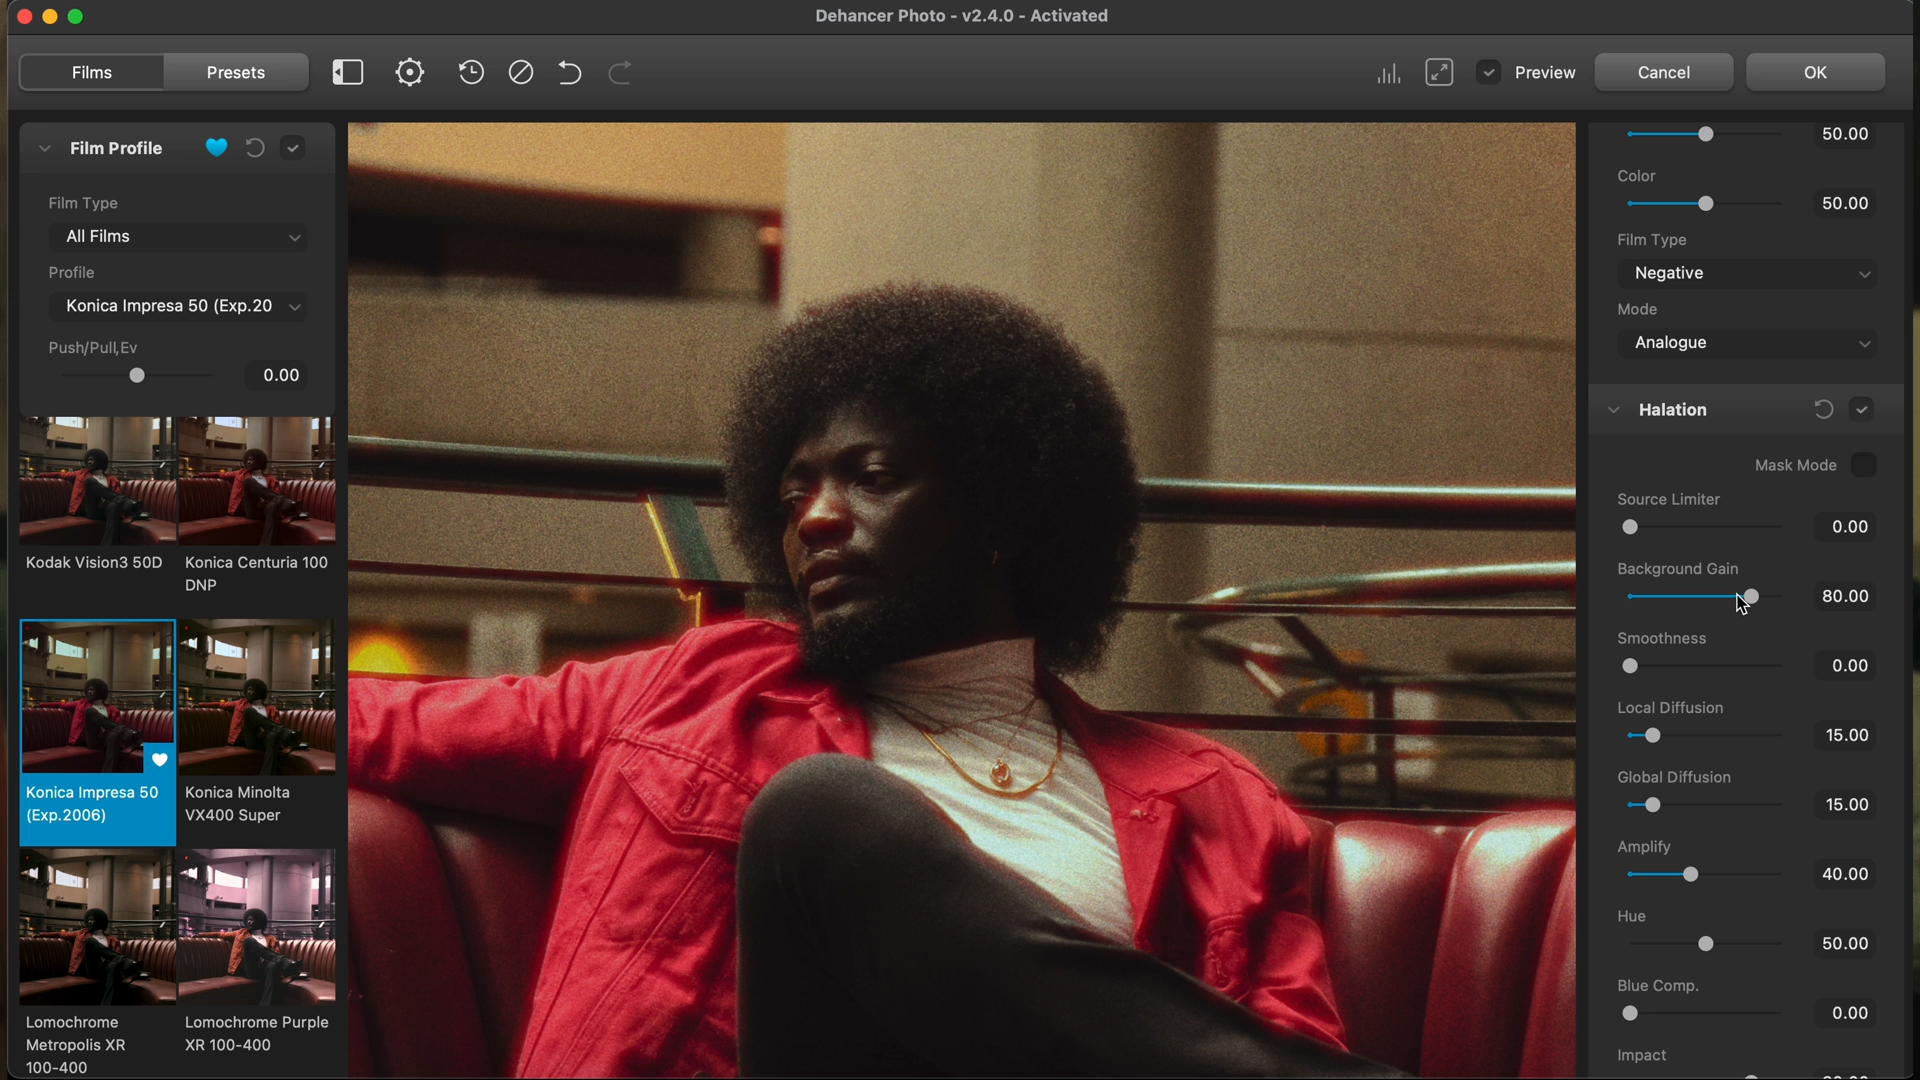 Dehancer Photo - v2.4.0 - Activated
Films
Presets
Preview
Cancel
OK
Film Profile
Film Type
All Films
Profile
Konica Impresa 50 (Exp.20
Push/Pull,Ev
0.00
Kodak Vision3 50D
Konica Centuria 100
DNP
Konica Impresa 50
(Exp.2006)
Konica Minolta
VX400 Super
Lomochrome
Metropolis XR
100-400
Lomochrome Purple
XR 100-400
50.00
Color
50.00
Film Type
Negative
Mode
Analogue
Halation
Mask Mode
Source Limiter
0.00
Background Gain
80.00
Smoothness
0.00
Local Diffusion
15.00
Global Diffusion
15.00
Amplify
40.00
Hue
50.00
Blue Comp.
0.00
Impact